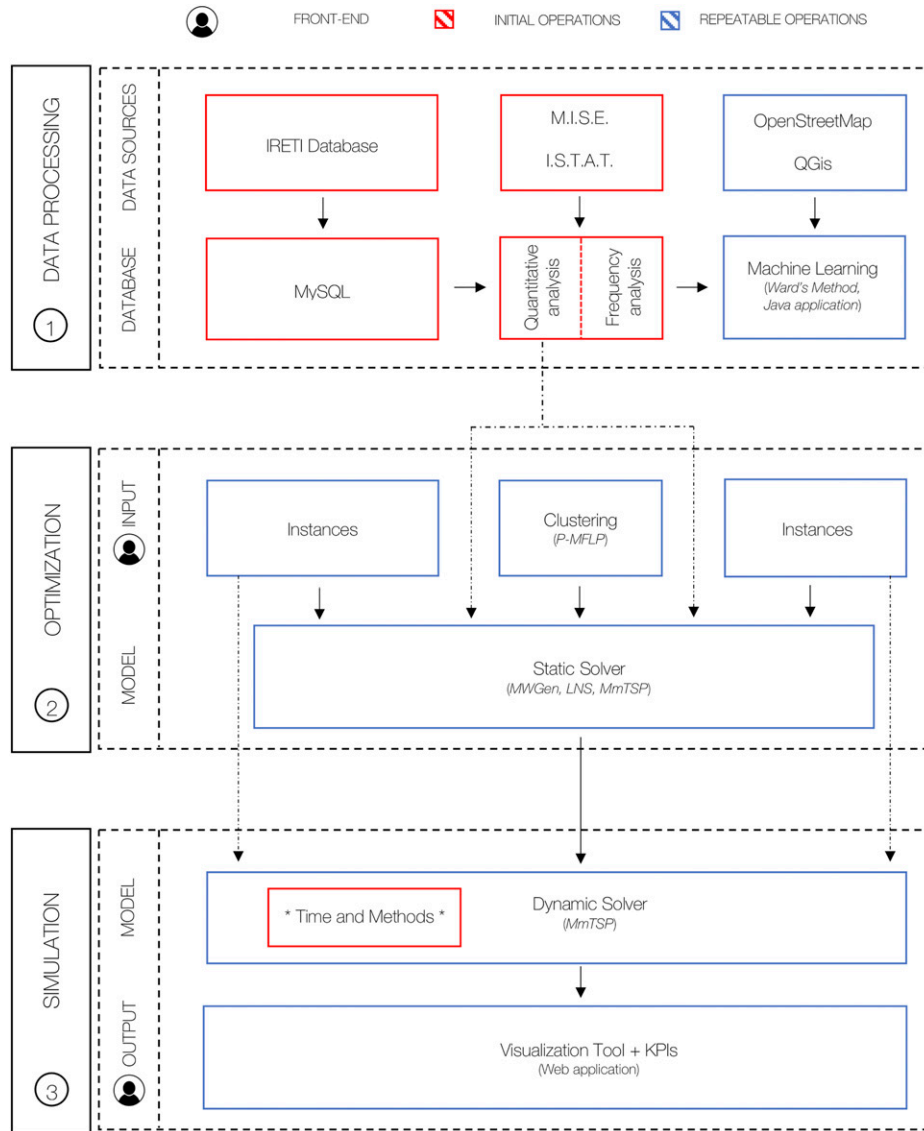 FRONT-END
INITIAL OPERATIONS
REPEATABLE OPERATIONS
1
DATA PROCESSING
DATA SOURCES
IRETI Database
M.I.S.E.
I.S.T.A.T.
OpenStreetMap
QGis
DATABASE
MySQL
Quantitative
analysis
Frequency
analysis
Machine Learning
(Ward's Method,
Java application)
2
OPTIMIZATION
INPUT
Instances
Clustering
(P-MFLP)
Instances
MODEL
Static Solver
(MWGen, LNS, MmTSP)
3
SIMULATION
MODEL
* Time and Methods *
Dynamic Solver
(MmTSP)
OUTPUT
Visualization Tool + KPIs
(Web application)